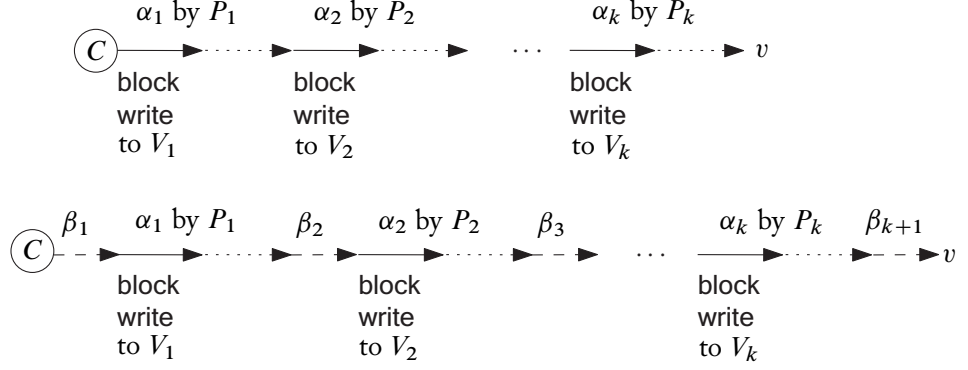 α₁ by P₁ α₂ by P₂ αₖ by Pₖ
C ... v
block block block
write write write
to V₁ to V₂ to Vₖ
β₁ α₁ by P₁ β₂ α₂ by P₂ β₃ αₖ by Pₖ βₖ₊₁
C ... v
block block block
write write write
to V₁ to V₂ to Vₖ